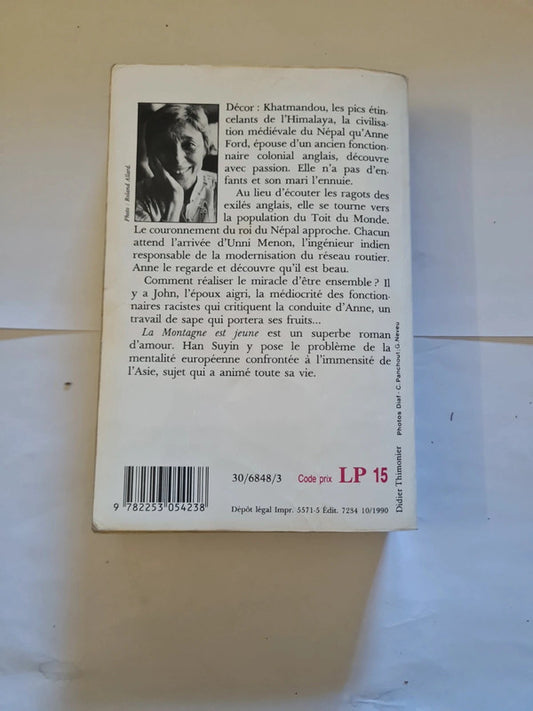 Décor : Khatmandou, les pics étin-
celants de l'Himalaya, la civilisa-
tion médiévale du Népal qu'Anne
Ford, épouse d'un ancien fonction-
naire colonial anglais, découvre
avec passion. Elle n'a pas d'en-
fants et son mari l'ennuie.
Au lieu d'écouter les ragots des
exilés anglais, elle se tourne vers
la population du Toit du Monde.
Le couronnement du roi du Népal approche. Chacun
attend l'arrivée d'Unni Menon, l'ingénieur indien
responsable de la modernisation du réseau routier.
Anne le regarde et découvre qu'il est beau.
Comment réaliser le miracle d'être ensemble ? Il
y a John, l'époux aigri, la médiocrité des fonction-
naires racistes qui critiquent la conduite d'Anne, un
travail de sape qui portera ses fruits...
La Montagne est jeune est un superbe roman
d'amour. Han Suyin y pose le problème de la
mentalité européenne confrontée à l'immensité de
l'Asie, sujet qui a animé toute sa vie.
Photo : Roland Allard.
Didier Thimonier Photos Diaf - C. Panchout/G. Neveu
30/6848/3 Code prix LP 15
9 782253 054238
Dépôt légal Impr. 5571-5 Édit. 7234 10/1990